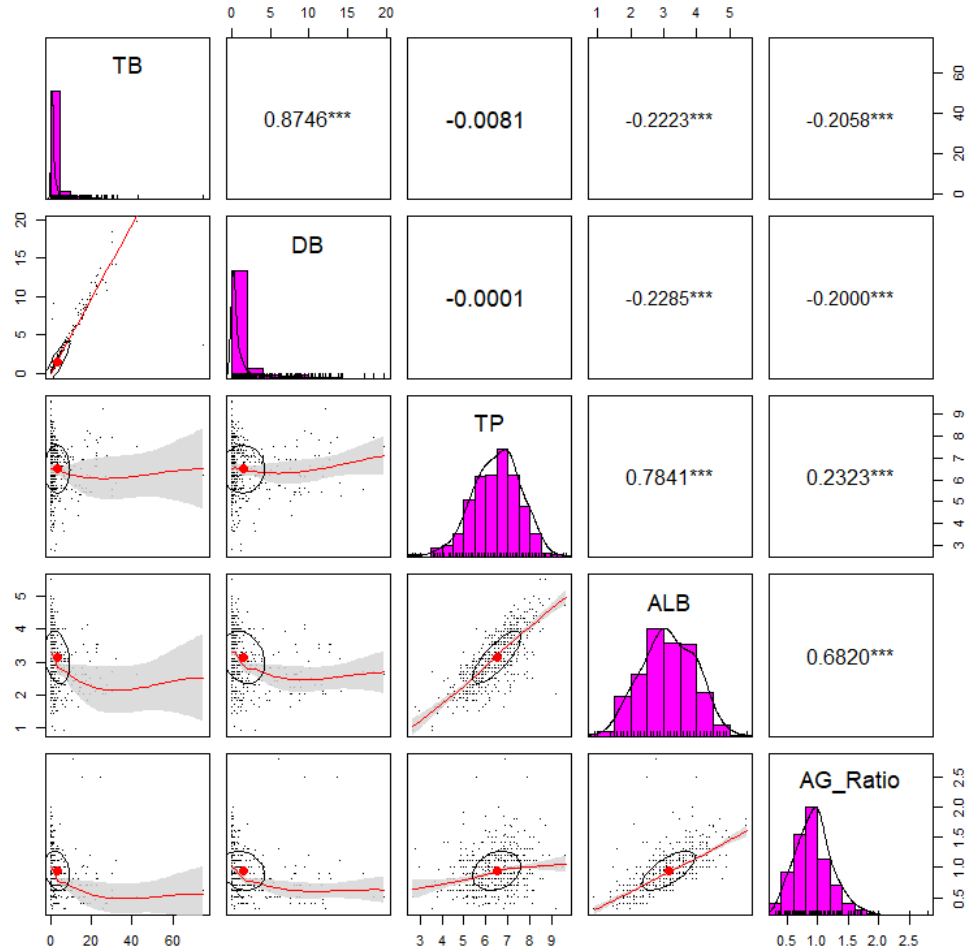 0 5 10 15 20 1 2 3 4 5
TB 0.8746*** -0.0081 -0.2223*** -0.2058*** 0 20 40 60
0 5 10 15 20 DB -0.0001 -0.2285*** -0.2000***
TP 0.7841*** 0.2323*** 3 4 5 6 7 8 9
1 2 3 4 5 ALB 0.6820***
AG_Ratio 0.5 1.0 1.5 2.0 2.5
0 20 40 60 3 4 5 6 7 8 9 0.5 1.0 1.5 2.0 2.5